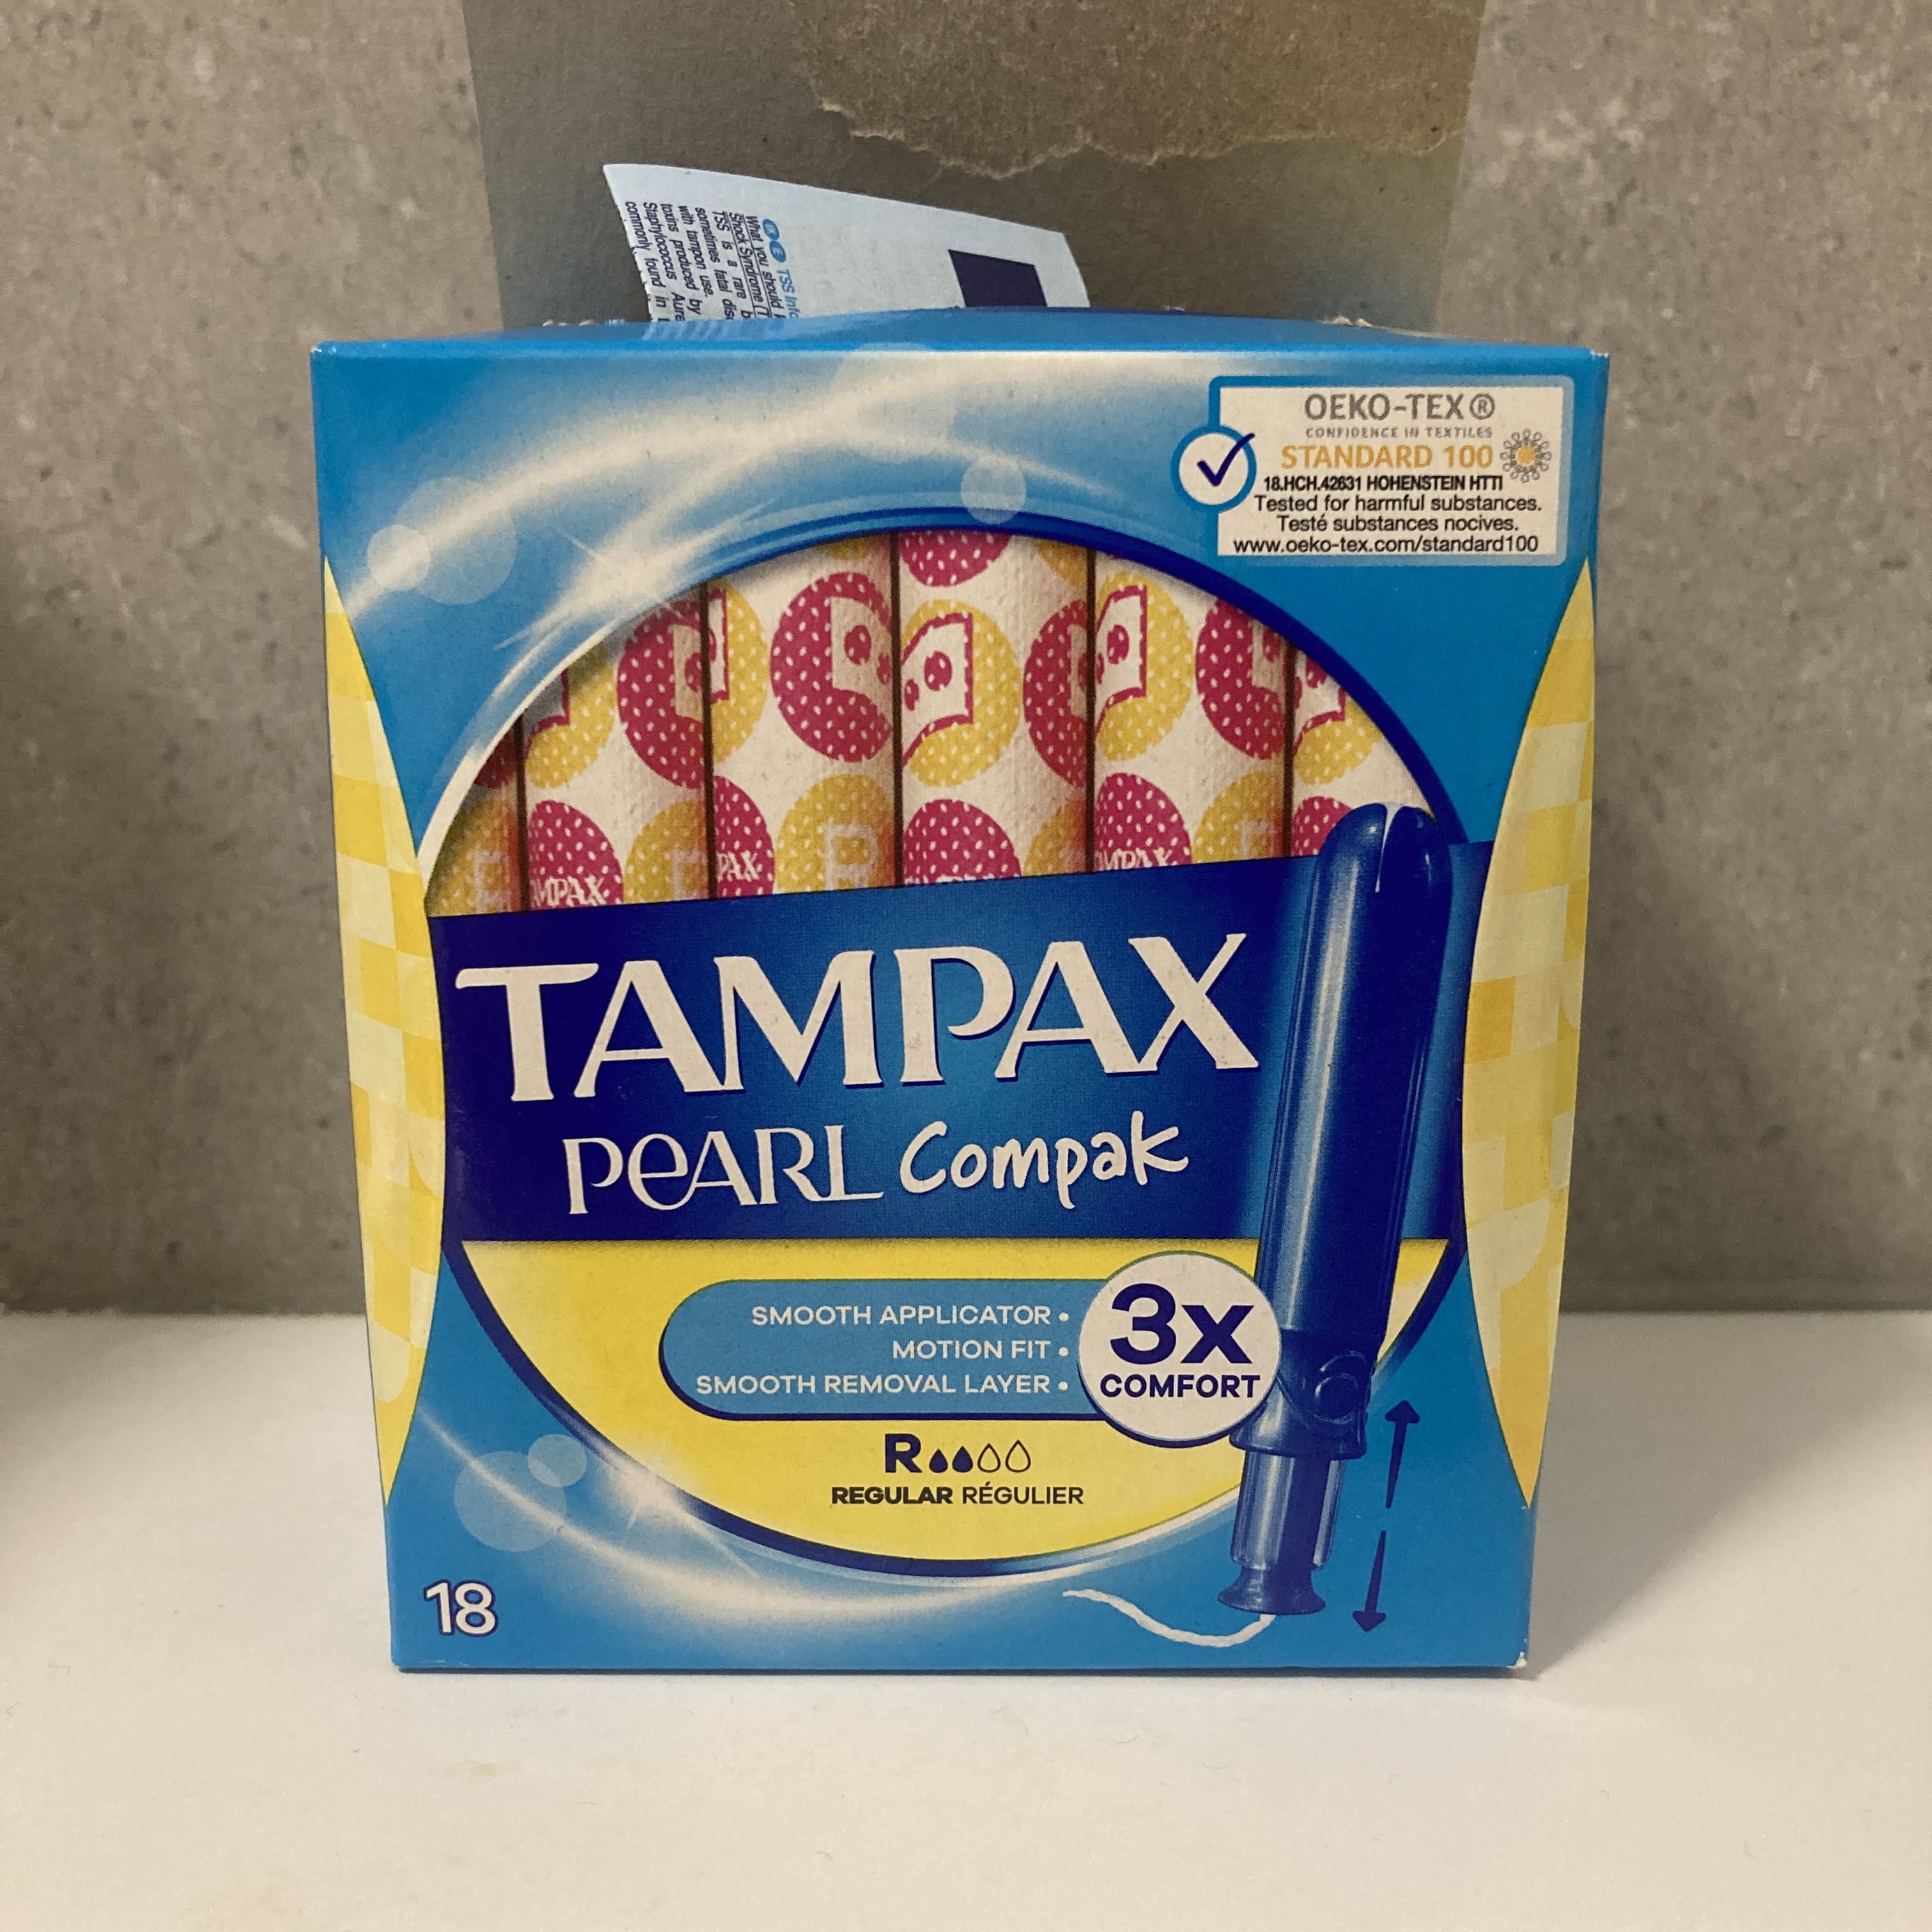 TSS Info
What you should
Shock Syndrome
TSS is a rare
is a fatal
sometimes
with tampon use.
toxins produced by
Staphylococcus
commonly found in
OEKO-TEX®
CONFIDENCE IN TEXTILES
STANDARD 100
18.HCH.42631 HOHENSTEIN HTTI
Tested for harmful substances.
Testé substances nocives.
www.oeko-tex.com/standard100
TAMPAX
PEARL Compak
SMOOTH APPLICATOR •
MOTION FIT •
SMOOTH REMOVAL LAYER •
3x
COMFORT
R
REGULAR RÉGULIER
18